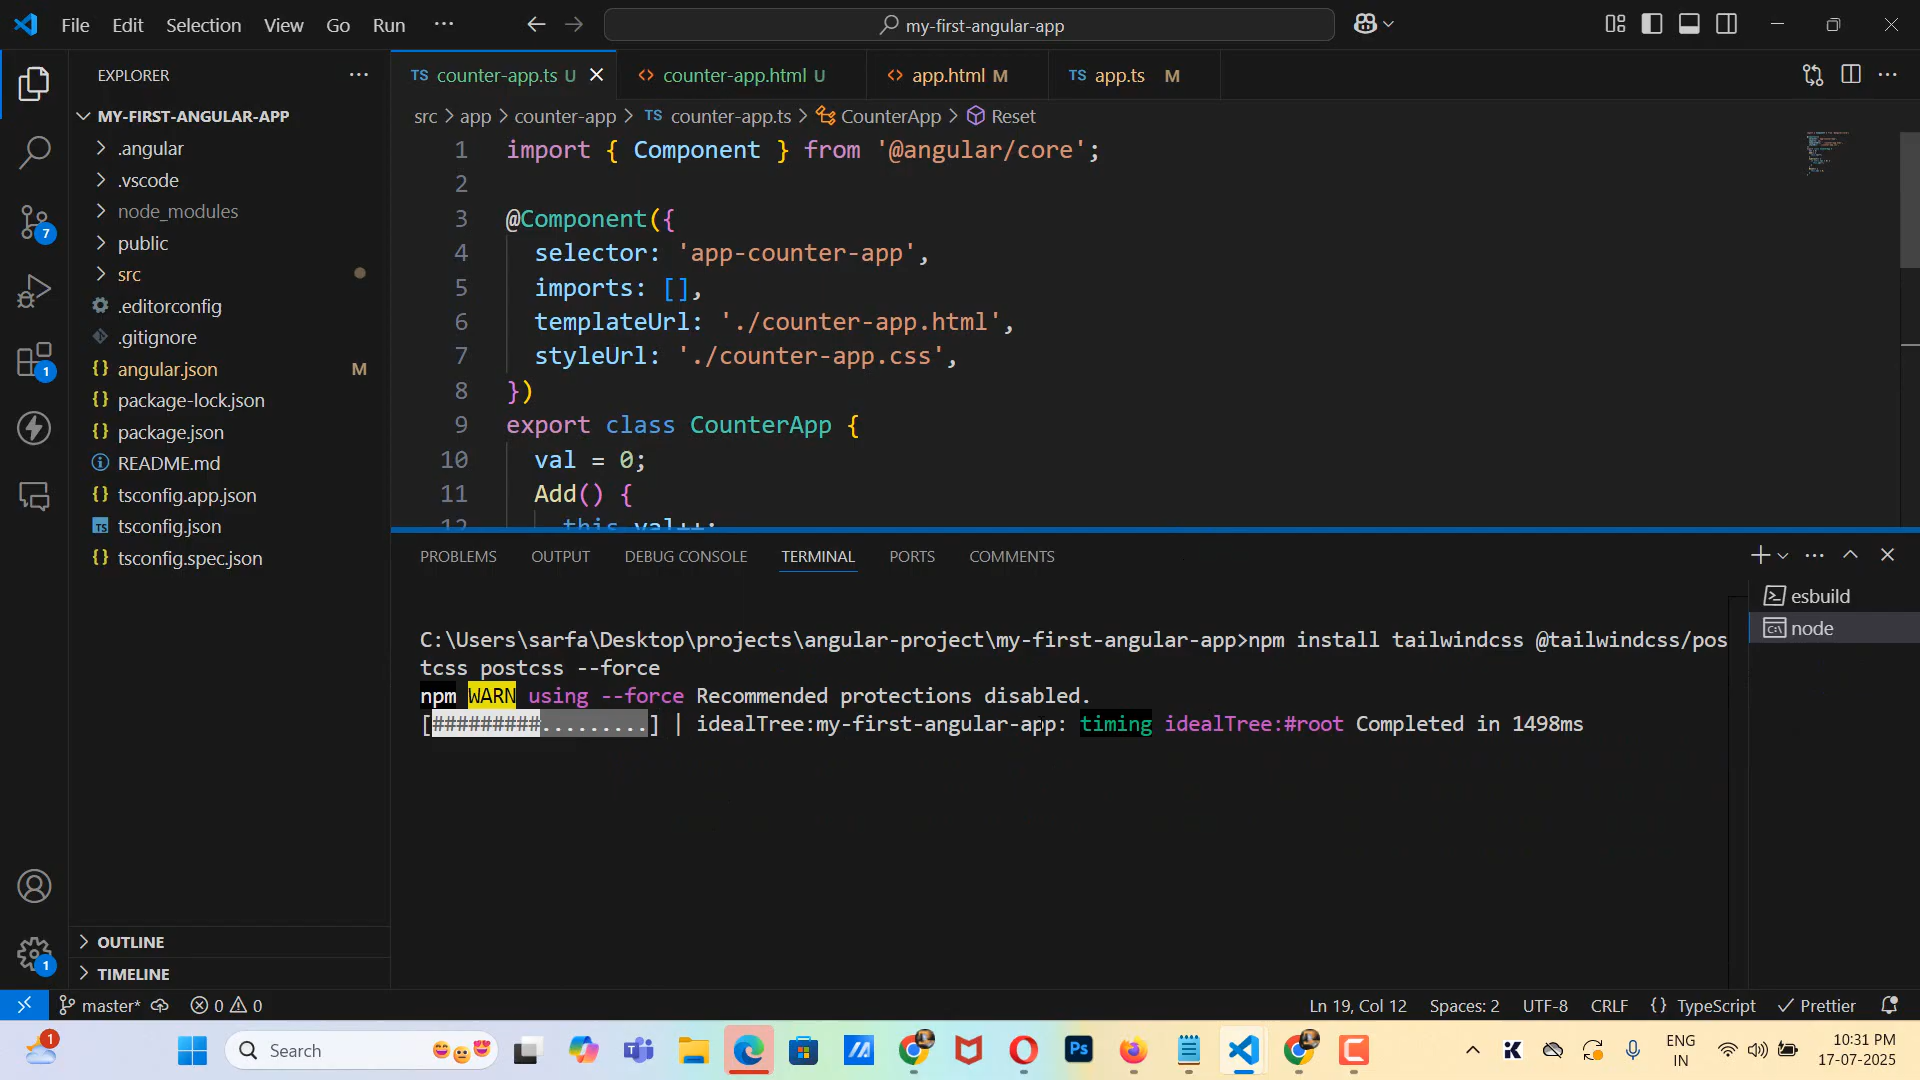 File Edit Selection View Go Run ···
my-first-angular-app
EXPLORER
MY-FIRST-ANGULAR-APP
.angular
.vscode
node_modules
public
src
.editorconfig
.gitignore
angular.json M
package-lock.json
package.json
README.md
tsconfig.app.json
tsconfig.json
tsconfig.spec.json
OUTLINE
TIMELINE
7
1
1
TS counter-app.ts U
counter-app.html U
app.html M
TS app.ts M
src > app > counter-app > TS counter-app.ts > CounterApp > Reset
1 import { Component } from '@angular/core';
2
3 @Component({
4 selector: 'app-counter-app',
5 imports: [],
6 templateUrl: './counter-app.html',
7 styleUrl: './counter-app.css',
8 })
9 export class CounterApp {
10 val = 0;
11 Add() {
12 this.val++;
PROBLEMS OUTPUT DEBUG CONSOLE TERMINAL PORTS COMMENTS
esbuild
node
C:\Users\sarfa\Desktop\projects\angular-project\my-first-angular-app>npm install tailwindcss @tailwindcss/pos
tcss postcss --force
npm WARN using --force Recommended protections disabled.
[#########.........] | idealTree:my-first-angular-app: timing idealTree:#root Completed in 1498ms
master* 0 0
Ln 19, Col 12 Spaces: 2 UTF-8 CRLF {} TypeScript Prettier
1
Search
Ps
ENG
IN
10:31 PM
17-07-2025